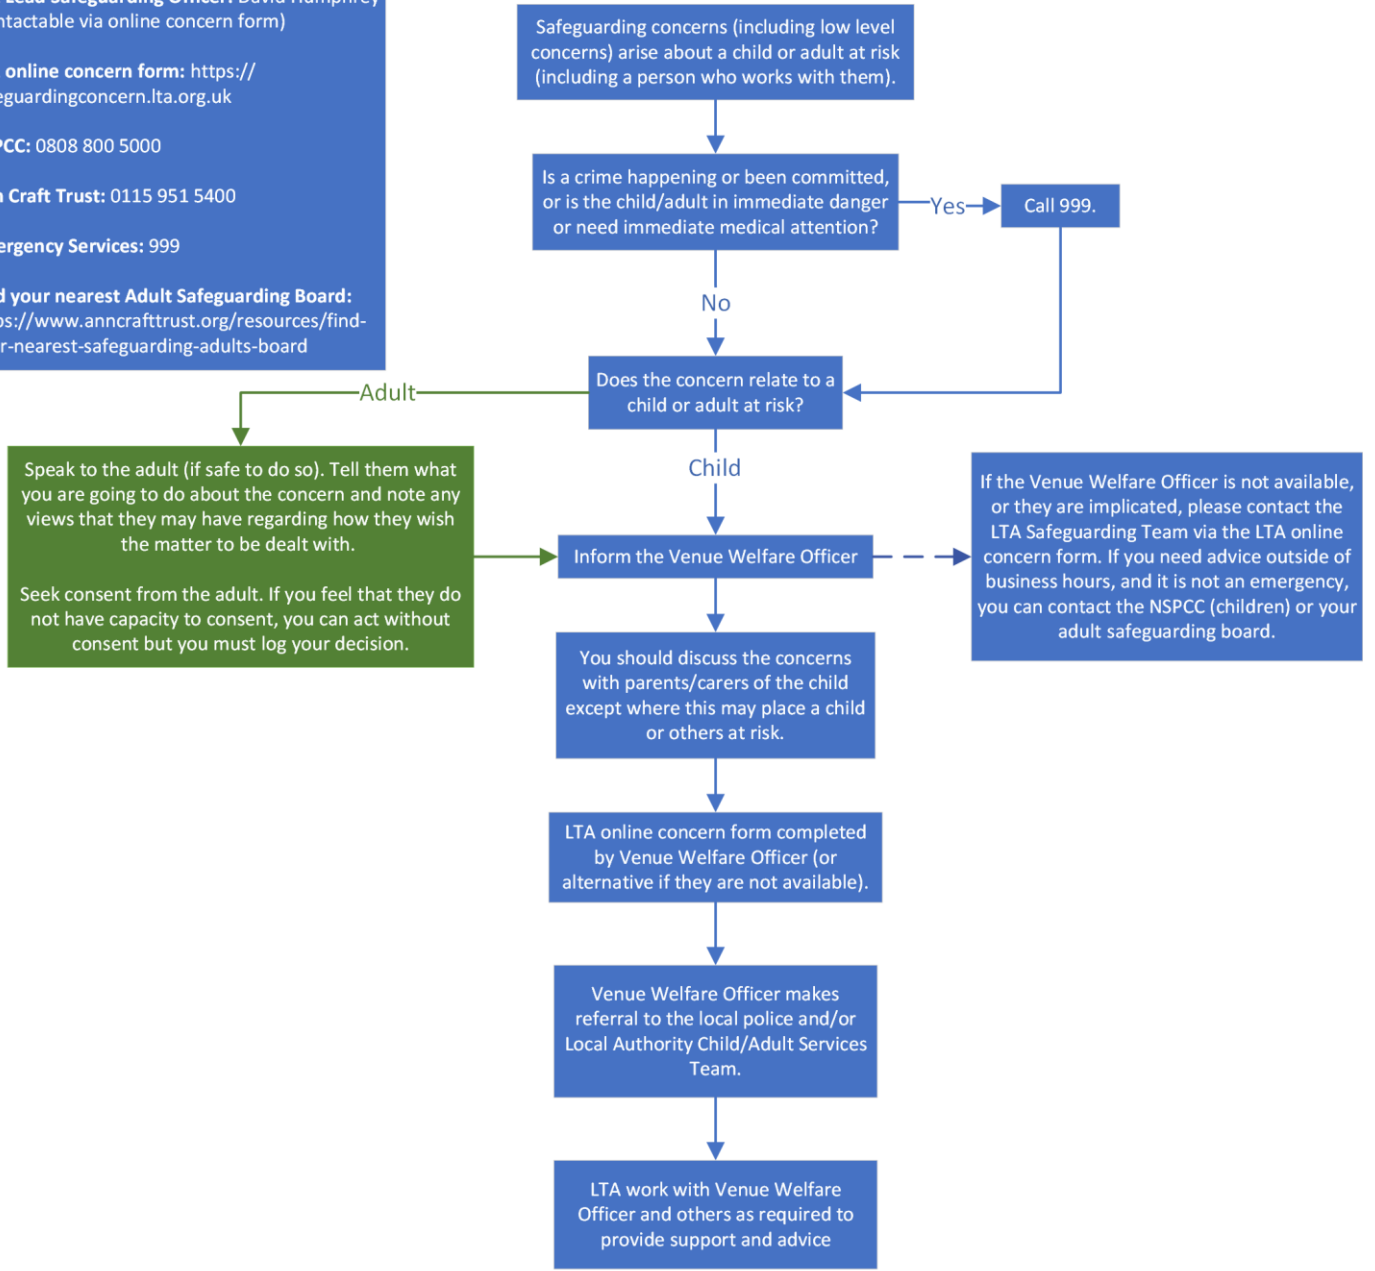 Lead Safeguarding Officer: David Humphrey
ntactable via online concern form)
online concern form: https://
eguardingconcern.lta.org.uk
PCC: 0808 800 5000
n Craft Trust: 0115 951 5400
ergency Services: 999
d your nearest Adult Safeguarding Board:
ps://www.anncrafttrust.org/resources/find-
r-nearest-safeguarding-adults-board
Safeguarding concerns (including low level
concerns) arise about a child or adult at risk
(including a person who works with them).
Is a crime happening or been committed,
or is the child/adult in immediate danger
or need immediate medical attention?
Yes
Call 999.
No
Does the concern relate to a
child or adult at risk?
Adult
Child
Speak to the adult (if safe to do so). Tell them what
you are going to do about the concern and note any
views that they may have regarding how they wish
the matter to be dealt with.
Seek consent from the adult. If you feel that they do
not have capacity to consent, you can act without
consent but you must log your decision.
Inform the Venue Welfare Officer
If the Venue Welfare Officer is not available,
or they are implicated, please contact the
LTA Safeguarding Team via the LTA online
concern form. If you need advice outside of
business hours, and it is not an emergency,
you can contact the NSPCC (children) or your
adult safeguarding board.
You should discuss the concerns
with parents/carers of the child
except where this may place a child
or others at risk.
LTA online concern form completed
by Venue Welfare Officer (or
alternative if they are not available).
Venue Welfare Officer makes
referral to the local police and/or
Local Authority Child/Adult Services
Team.
LTA work with Venue Welfare
Officer and others as required to
provide support and advice